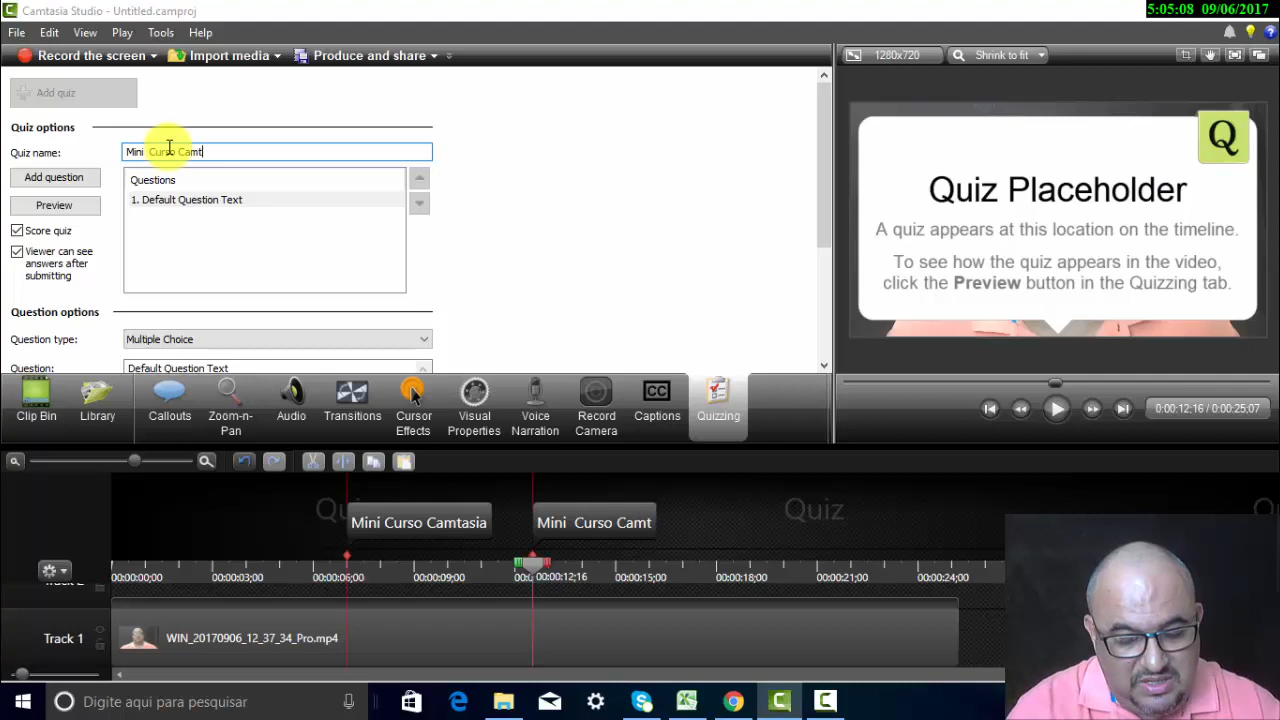 Camtasia Studio - Untitled.camproj
5:05:08 09/06/2017
File Edit View Play Tools Help
Record the screen Import media Produce and share
1280x720 Shrink to fit
Add quiz
Quiz options
Quiz name: Mini  Curso Camt
Add question
Questions
1. Default Question Text
Preview
Score quiz
Viewer can see
answers after
submitting
Question options
Question type: Multiple Choice
Question: Default Question Text
Q
Quiz Placeholder
A quiz appears at this location on the timeline.
To see how the quiz appears in the video,
click the Preview button in the Quizzing tab.
Clip Bin
Library
Callouts
Zoom-n-
Pan
Audio
Transitions
Cursor
Effects
Visual
Properties
Voice
Narration
Record
Camera
CC
Captions
Quizzing
0:00:12;16 / 0:00:25;07
Mini Curso Camtasia
Mini  Curso Camt
Quiz
00:00:00;00 00:00:03;00 00:00:06;00 00:00:09;00 00:00:12;16 00:00:15;00 00:00:18;00 00:00:21;00 00:00:24;00
Track 1
WIN_20170906_12_37_34_Pro.mp4
Digite aqui para pesquisar